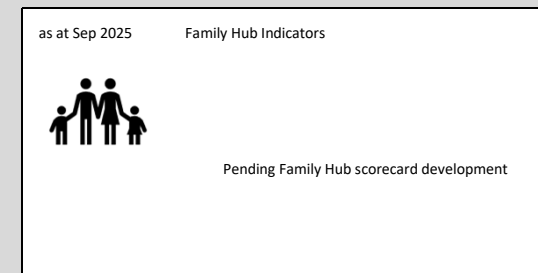 as at Sep 2025 Family Hub Indicators
Pending Family Hub scorecard development